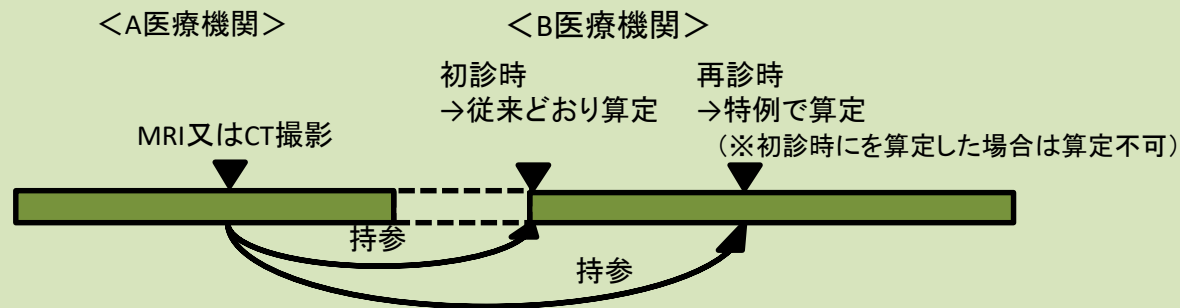 ＜A医療機関＞
＜B医療機関＞
初診時
→従来どおり算定
再診時
→特例で算定
（※初診時にを算定した場合は算定不可）
MRI又はCT撮影
持参
持参